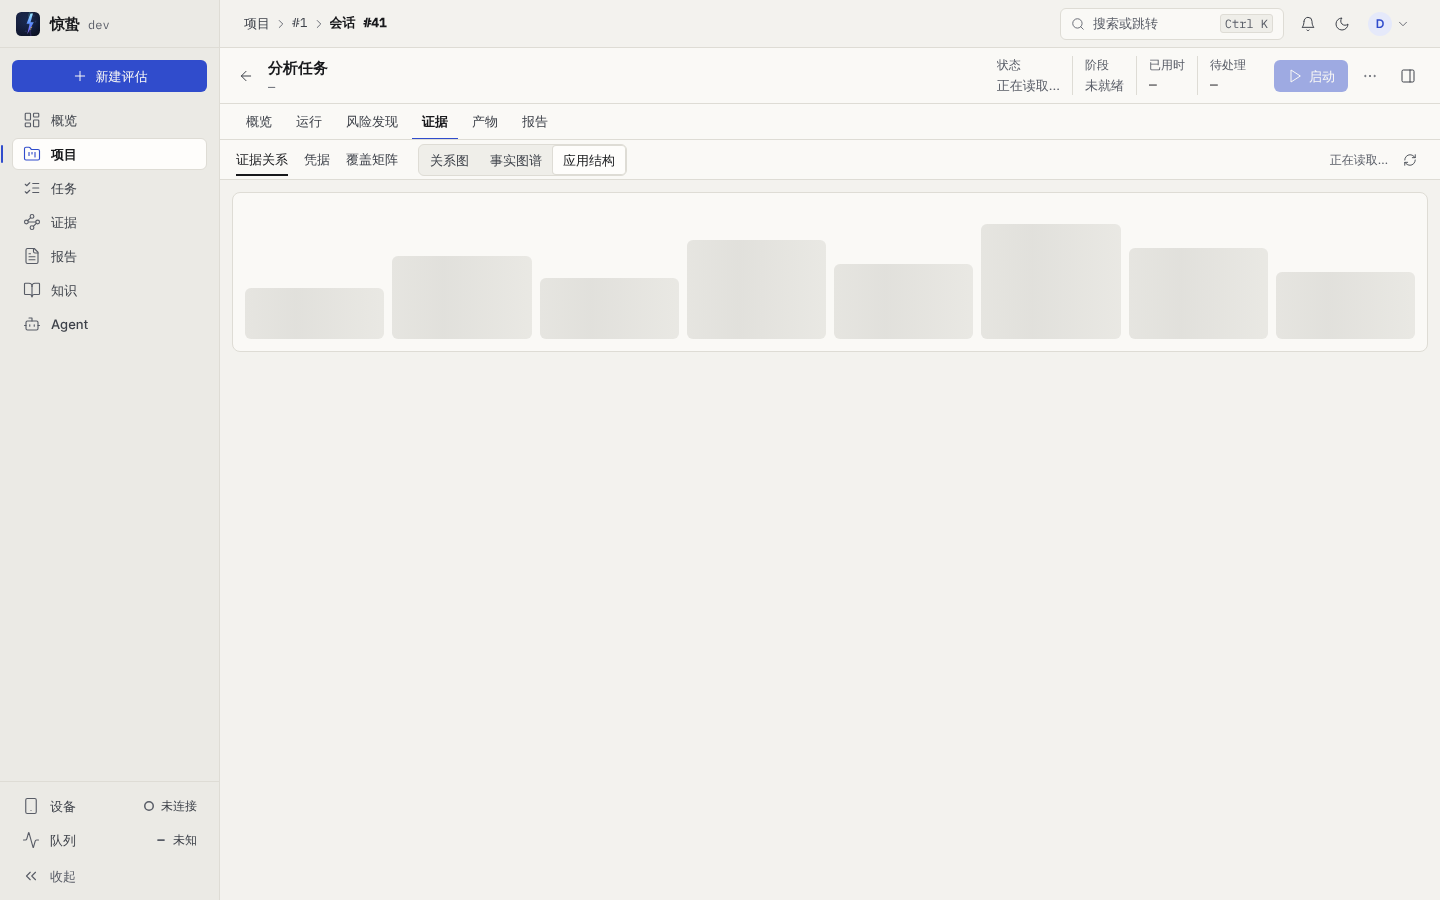 惊蛰 dev
新建评估
概览
项目
任务
证据
报告
知识
Agent
设备 未连接
队列 – 未知
收起
项目 > #1 > 会话 #41
搜索或跳转 Ctrl K
D
分析任务
–
状态 阶段 已用时 待处理
正在读取... 未就绪 – –
启动
概览 运行 风险发现 证据 产物 报告
证据关系 凭据 覆盖矩阵 关系图 事实图谱 应用结构
正在读取...